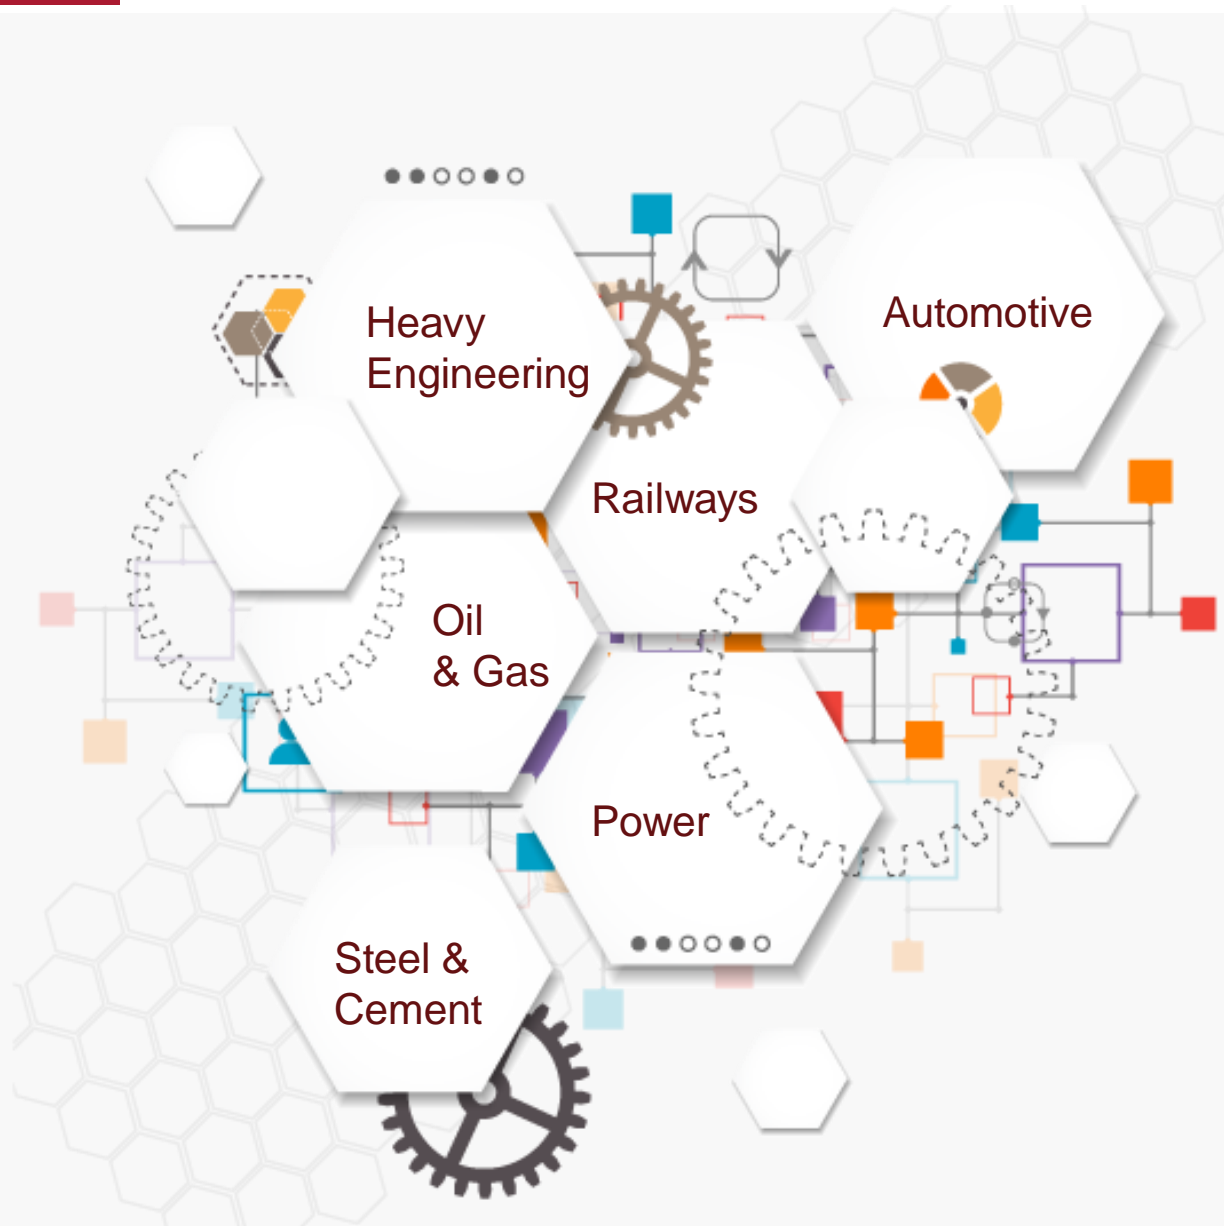 Automotive
Heavy
Engineering
Railways
Oil
& Gas
Power
Steel &
Cement